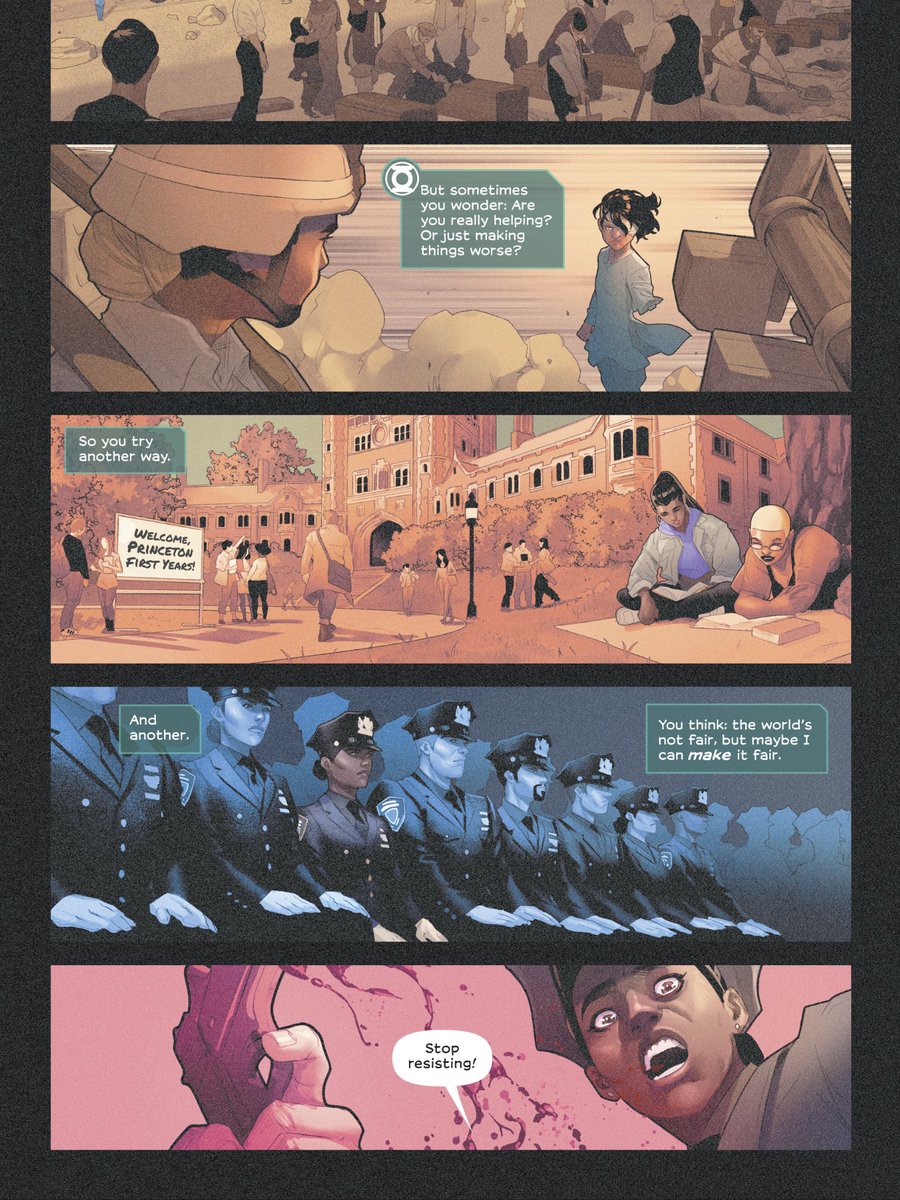 But sometimes
you wonder: Are
you really helping?
Or just making
things worse?
So you try
another way.
WELCOME,
PRINCETON
FIRST YEARS!
And
another.
You think: the world's
not fair, but maybe I
can make it fair.
Stop
resisting!